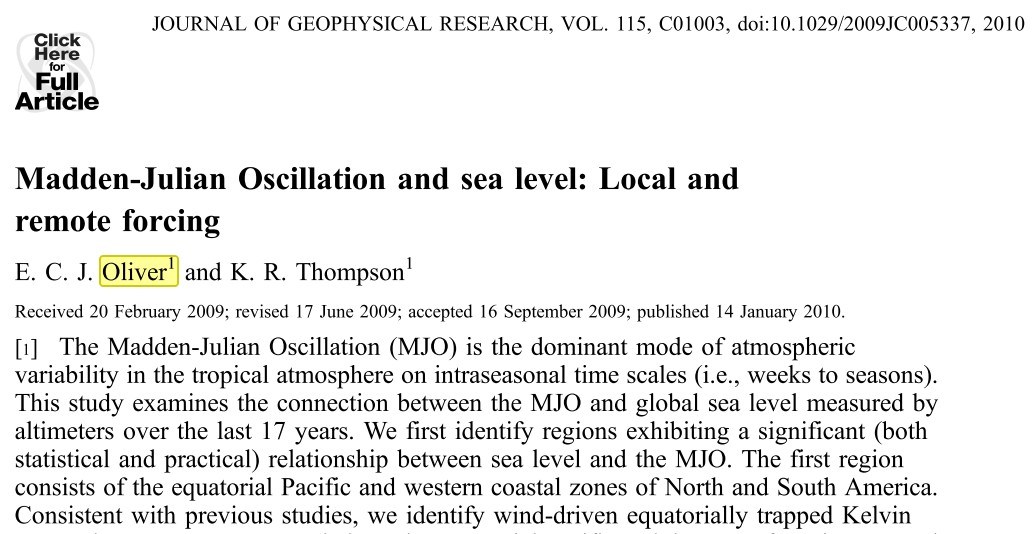 JOURNAL OF GEOPHYSICAL RESEARCH, VOL. 115, C01003, doi:10.1029/2009JC005337, 2010
Click
Here
for
Full
Article
Madden-Julian Oscillation and sea level: Local and
remote forcing
E. C. J. Oliver¹ and K. R. Thompson¹
Received 20 February 2009; revised 17 June 2009; accepted 16 September 2009; published 14 January 2010.
[1] The Madden-Julian Oscillation (MJO) is the dominant mode of atmospheric
variability in the tropical atmosphere on intraseasonal time scales (i.e., weeks to seasons).
This study examines the connection between the MJO and global sea level measured by
altimeters over the last 17 years. We first identify regions exhibiting a significant (both
statistical and practical) relationship between sea level and the MJO. The first region
consists of the equatorial Pacific and western coastal zones of North and South America.
Consistent with previous studies, we identify wind-driven equatorially trapped Kelvin